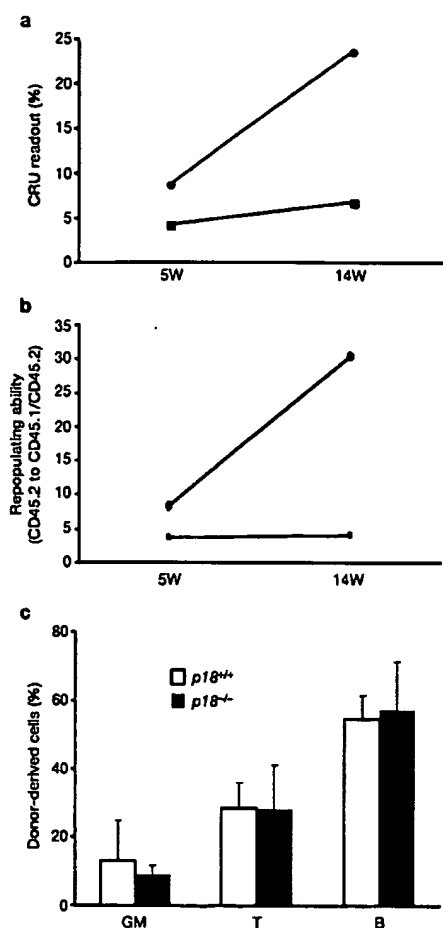 a
25
20
15
10
5
0
CRU readout (%)
5W 14W
b
35
30
25
20
15
10
5
0
Repopulating ability
(CD45.2 to CD45.1/CD45.2)
5W 14W
c
80
60
40
20
0
Donor-derived cells (%)
p18+/+
p18-/-
GM T B